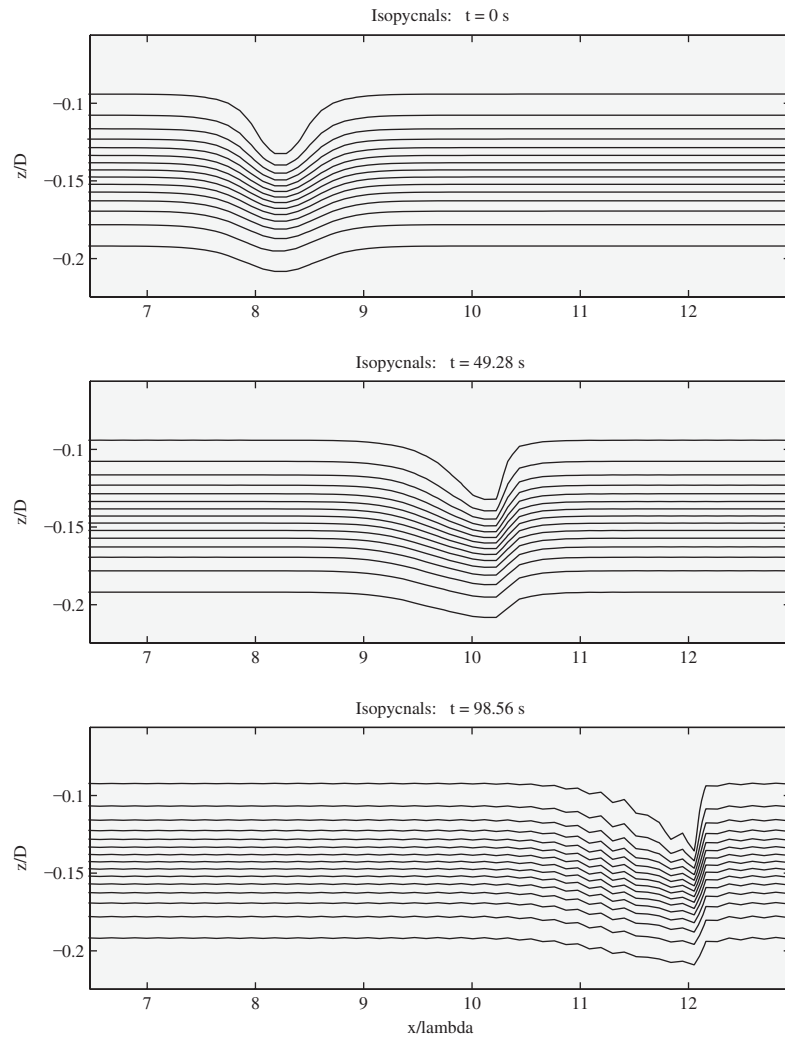 Isopycnals: t = 0 s
−0.1
−0.15
−0.2
z/D
7 8 9 10 11 12
Isopycnals: t = 49.28 s
−0.1
−0.15
−0.2
z/D
7 8 9 10 11 12
Isopycnals: t = 98.56 s
−0.1
−0.15
−0.2
z/D
7 8 9 10 11 12
x/lambda